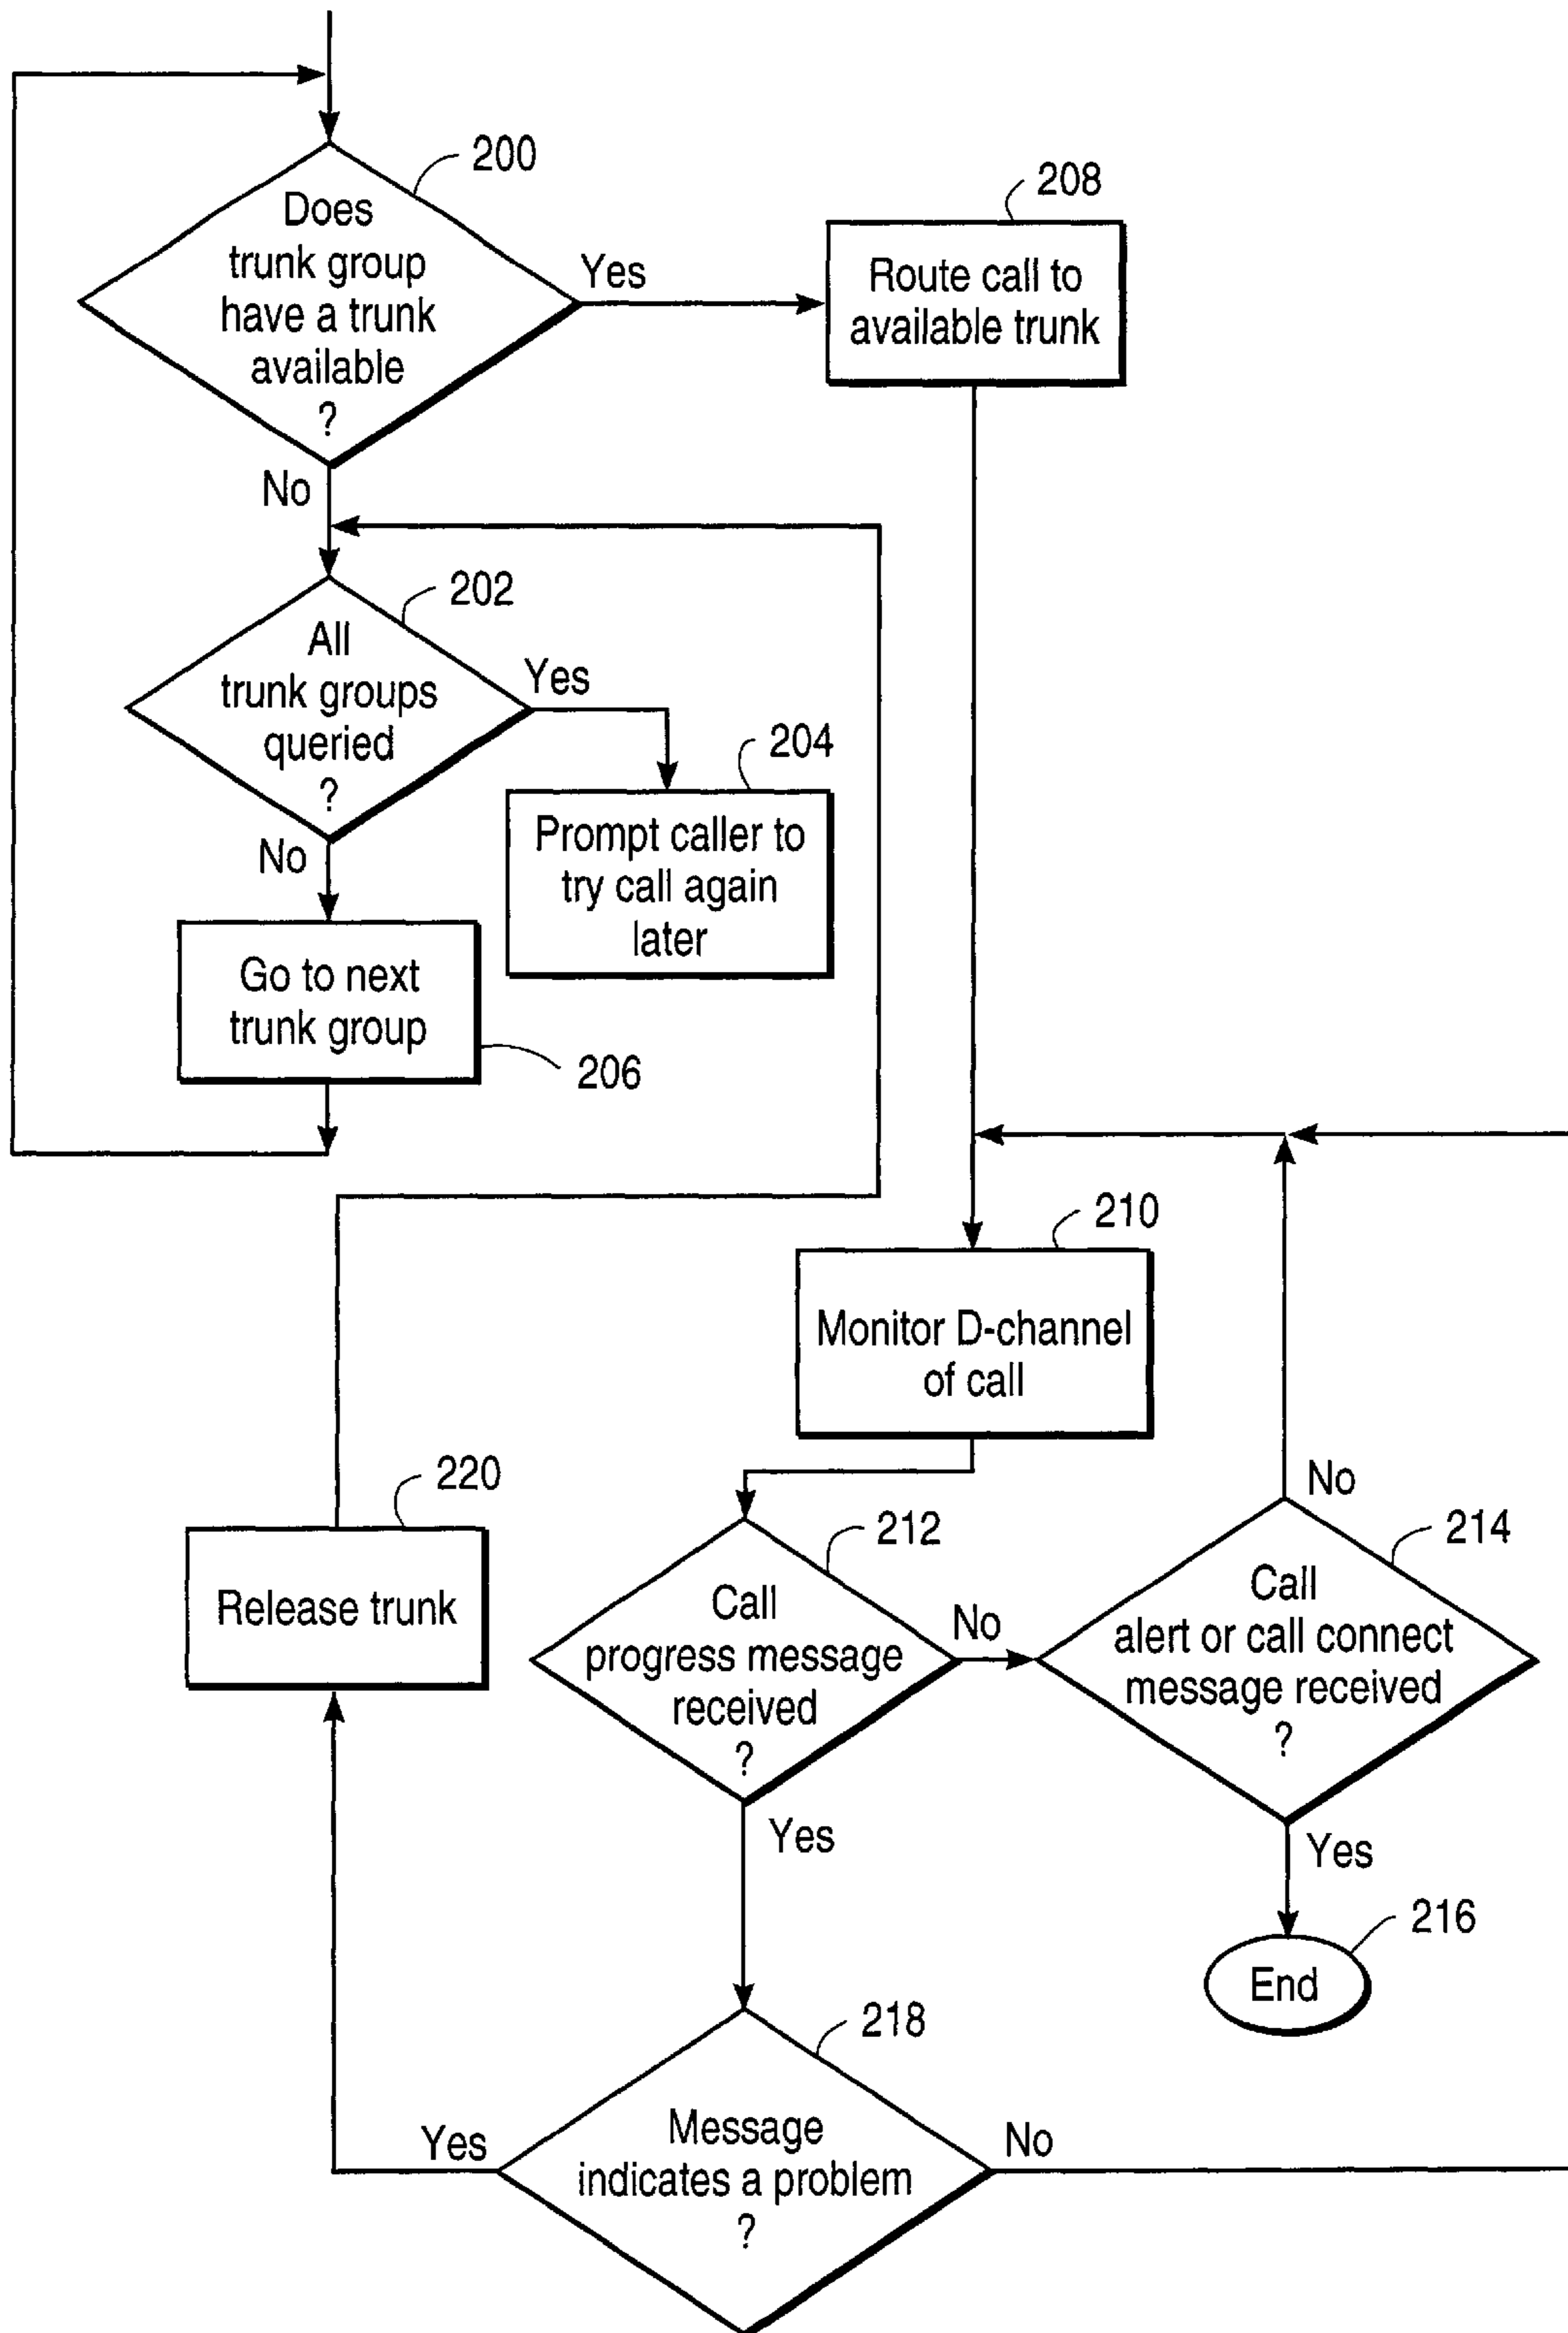 200
Does
trunk group
have a trunk
available
?
Yes
No
208
Route call to
available trunk
202
All
trunk groups
queried
?
Yes
No
204
Prompt caller to
try call again
later
Go to next
trunk group
206
210
Monitor D-channel
of call
220
Release trunk
212
Call
progress message
received
?
No
Yes
No
214
Call
alert or call connect
message received
?
Yes
216
End
218
Message
indicates a problem
?
Yes
No